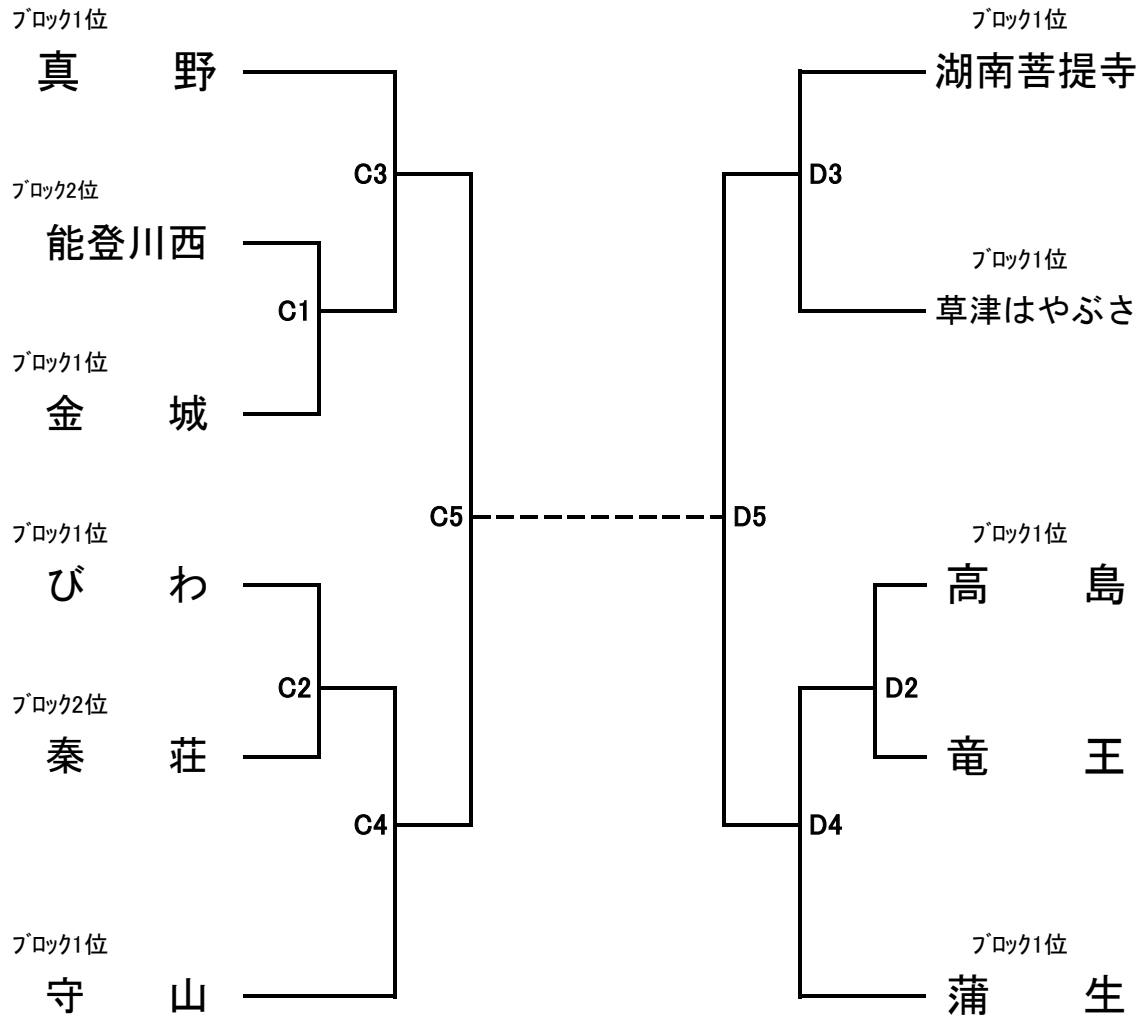 ブロック1位
真 野
C3
ブロック2位
能登川西
C1
ブロック1位
金 城
C5
ブロック1位
び わ
C2
ブロック2位
秦 荘
C4
ブロック1位
守 山
ブロック1位
湖南菩提寺
D3
ブロック1位
草津はやぶさ
D5
ブロック1位
高 島
D2
竜 王
D4
ブロック1位
蒲 生